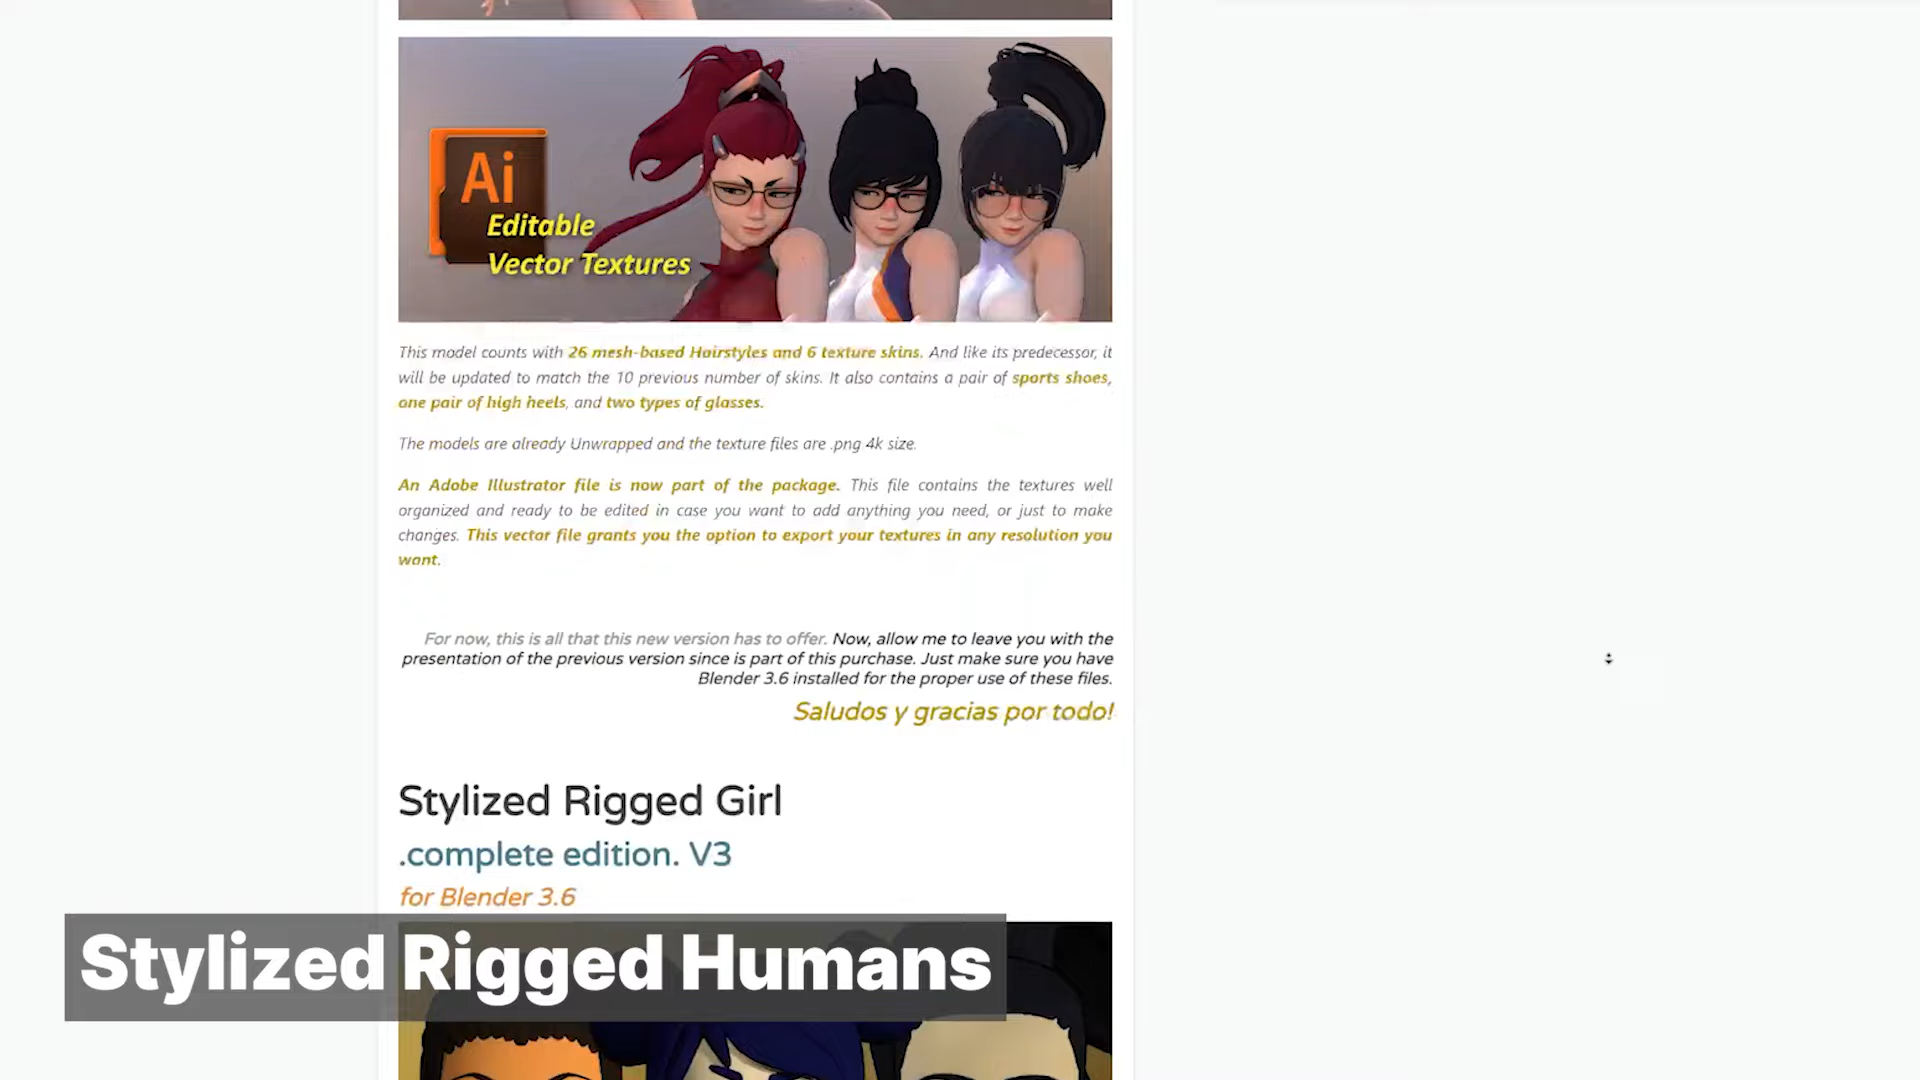 Ai
Editable
Vector Textures
This model counts with 26 mesh-based Hairstyles and 6 texture skins. And like its predecessor, it
will be updated to match the 10 previous number of skins. It also contains a pair of sports shoes,
one pair of high heels, and two types of glasses.
The models are already Unwrapped and the texture files are .png 4k size.
An Adobe Illustrator file is now part of the package. This file contains the textures well
organized and ready to be edited in case you want to add anything you need, or just to make
changes. This vector file grants you the option to export your textures in any resolution you
want.
For now, this is all that this new version has to offer. Now, allow me to leave you with the
presentation of the previous version since is part of this purchase. Just make sure you have
Blender 3.6 installed for the proper use of these files.
Saludos y gracias por todo!
Stylized Rigged Girl
.complete edition. V3
for Blender 3.6
Stylized Rigged Humans